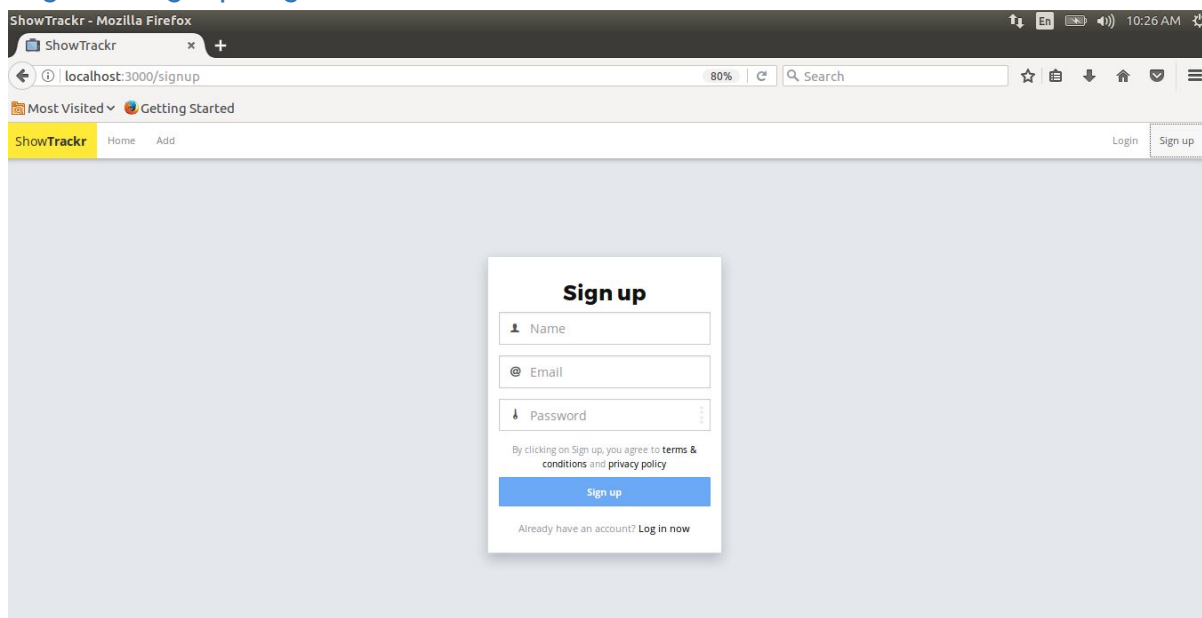 ShowTrackr - Mozilla Firefox En 10:26 AM
ShowTrackr × +
localhost:3000/signup 80% Search
Most Visited Getting Started
ShowTrackr Home Add Login Sign up
Sign up
Name
@ Email
Password
By clicking on Sign up, you agree to terms &
conditions and privacy policy
Sign up
Already have an account? Log in now